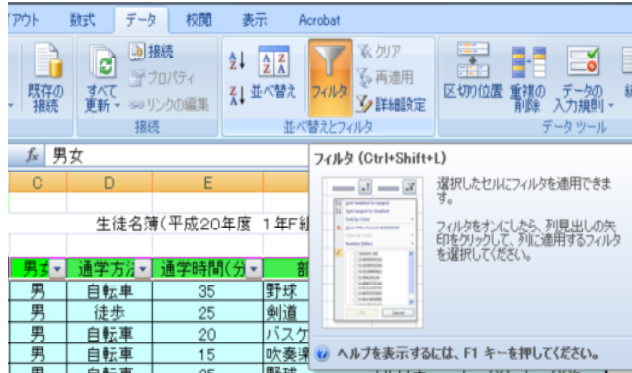 アウト 数式 データ 校閲 表示 Acrobat
既存の
接続
すべて
更新
接続
プロパティ
リンクの編集
接続
並べ替え
フィルタ
クリア
再適用
詳細設定
並べ替えとフィルタ
区切り位置
重複の
削除
データの
入力規則
データ ツール
fx 男女
C D E
生徒名簿(平成20年度 1年F組
男女 通学方法 通学時間(分 部
男 自転車 35 野球
男 徒歩 25 剣道
男 自転車 20 バスケ
男 自転車 15 吹奏楽
フィルタ (Ctrl+Shift+L)
選択したセルにフィルタを適用できま
す。
フィルタをオンにしたら、列見出しの矢
印をクリックして、列に適用するフィルタ
を選択してください。
ヘルプを表示するには、F1 キーを押してください。